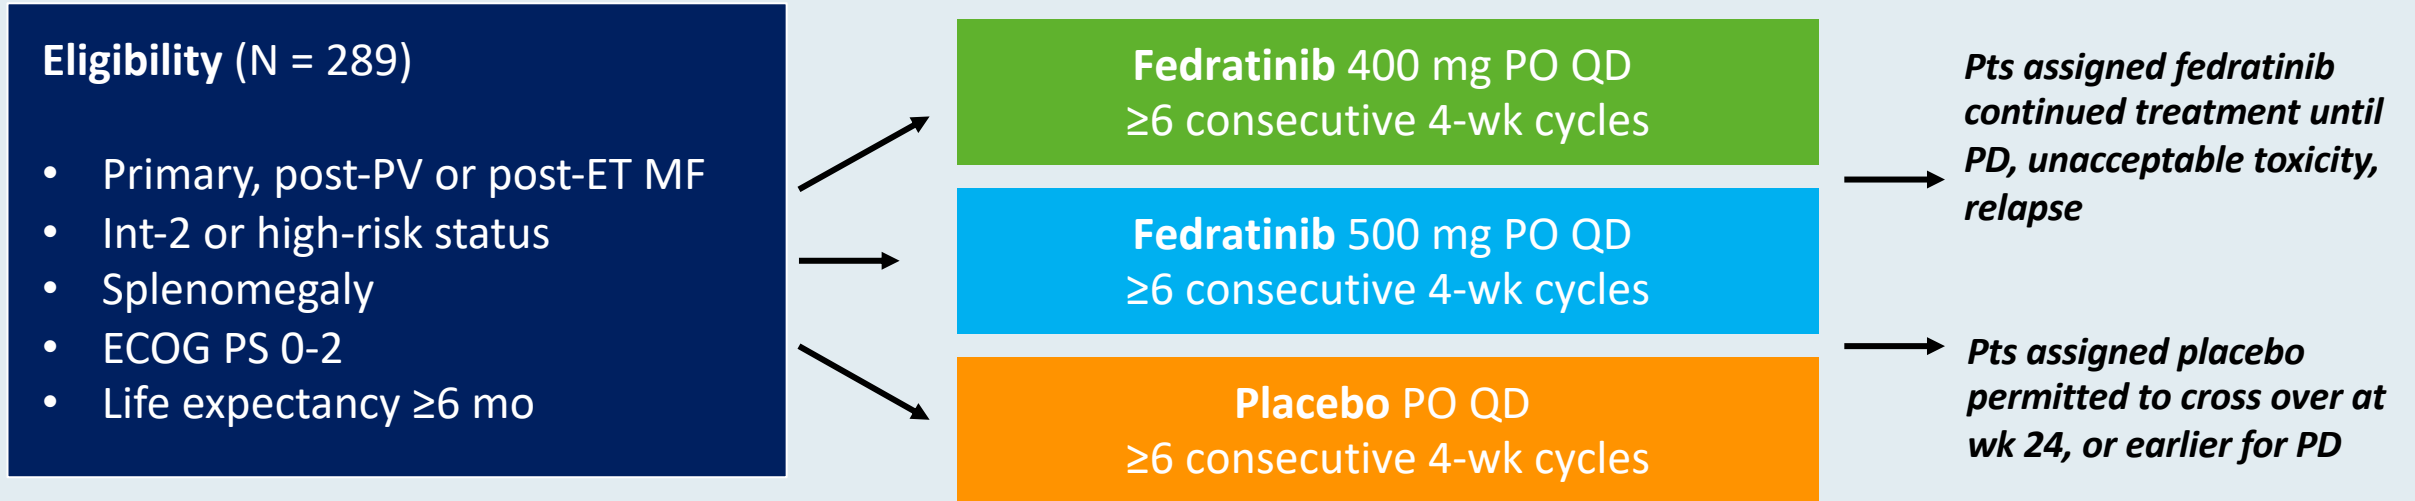 Eligibility (N = 289)
• Primary, post-PV or post-ET MF
• Int-2 or high-risk status
• Splenomegaly
• ECOG PS 0-2
• Life expectancy ≥6 mo
Fedratinib 400 mg PO QD
≥6 consecutive 4-wk cycles
Fedratinib 500 mg PO QD
≥6 consecutive 4-wk cycles
Placebo PO QD
≥6 consecutive 4-wk cycles
Pts assigned fedratinib
continued treatment until
PD, unacceptable toxicity,
relapse
Pts assigned placebo
permitted to cross over at
wk 24, or earlier for PD